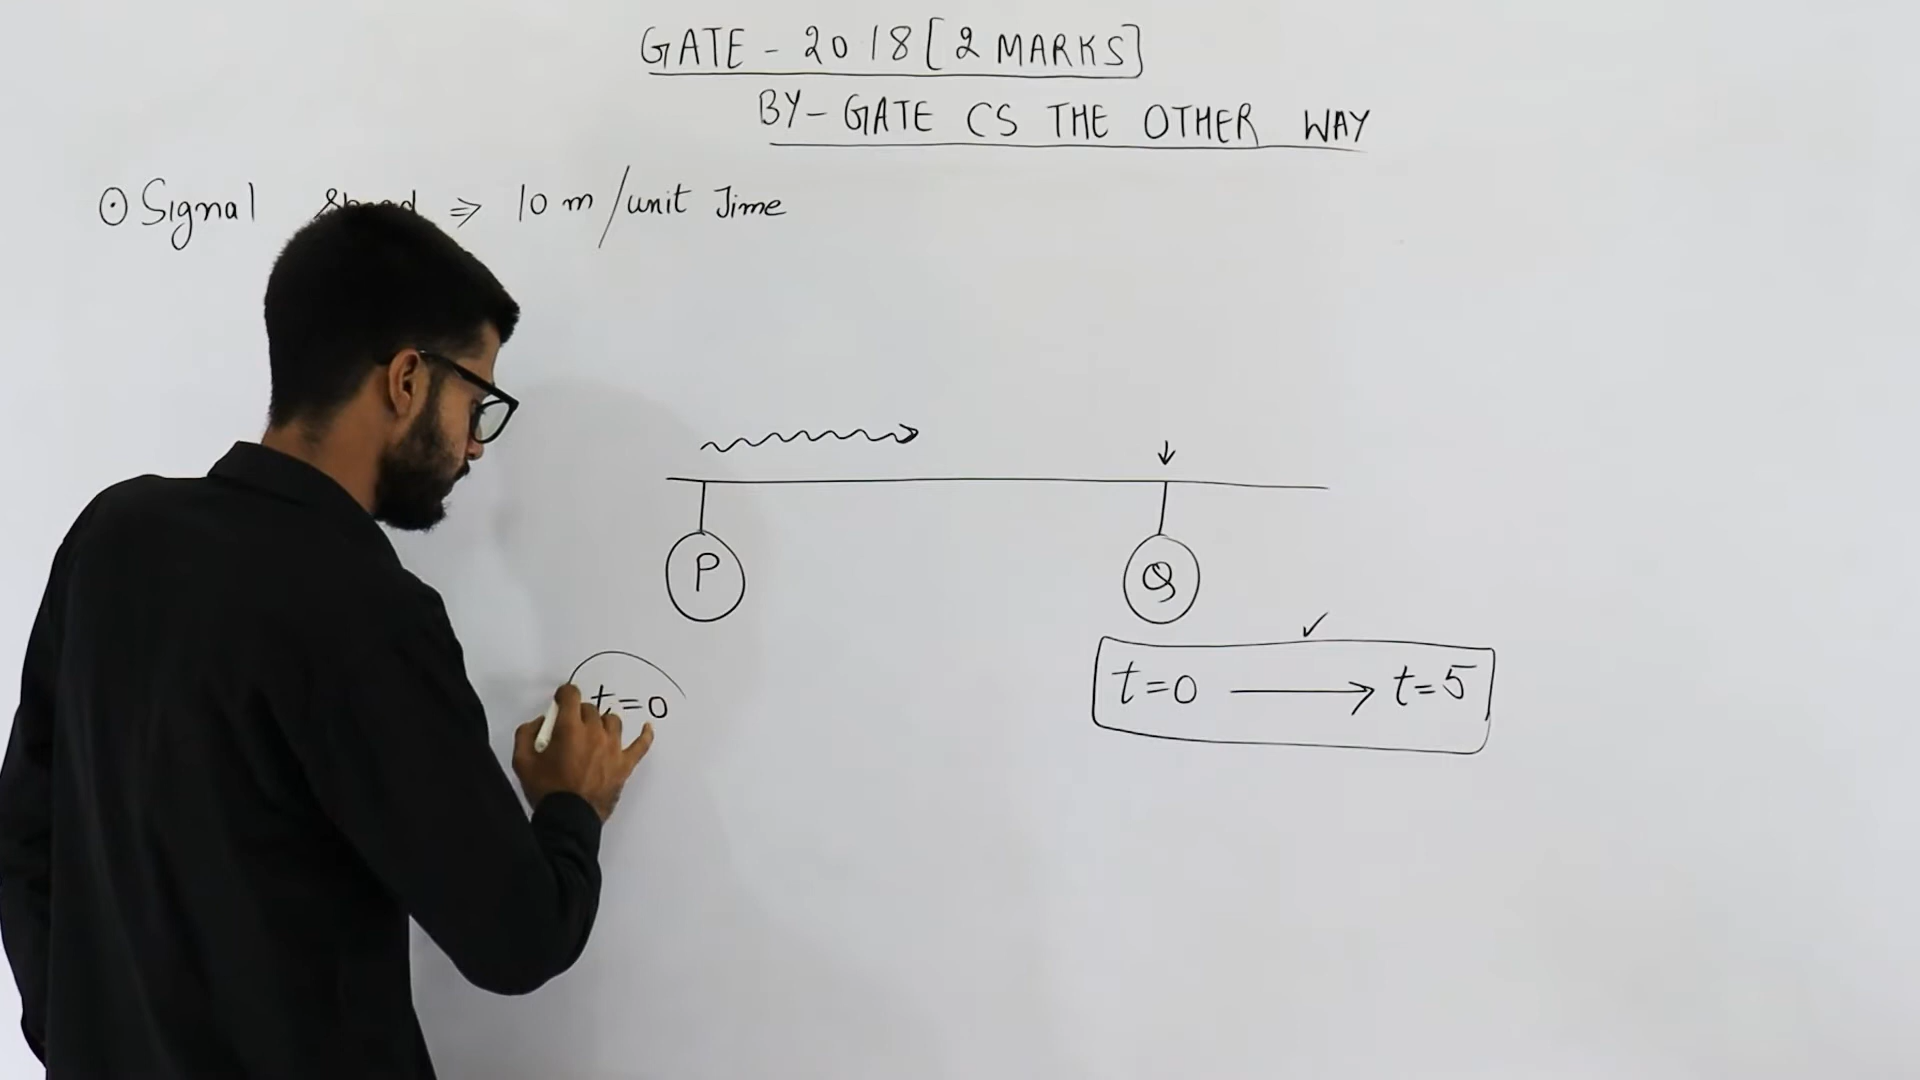 GATE - 2018 [2 MARKS]
BY - GATE CS THE OTHER WAY
⊙ Signal ⇒ 10 m/unit Time
P
Q
t=0
t=0 ⟶ t=5